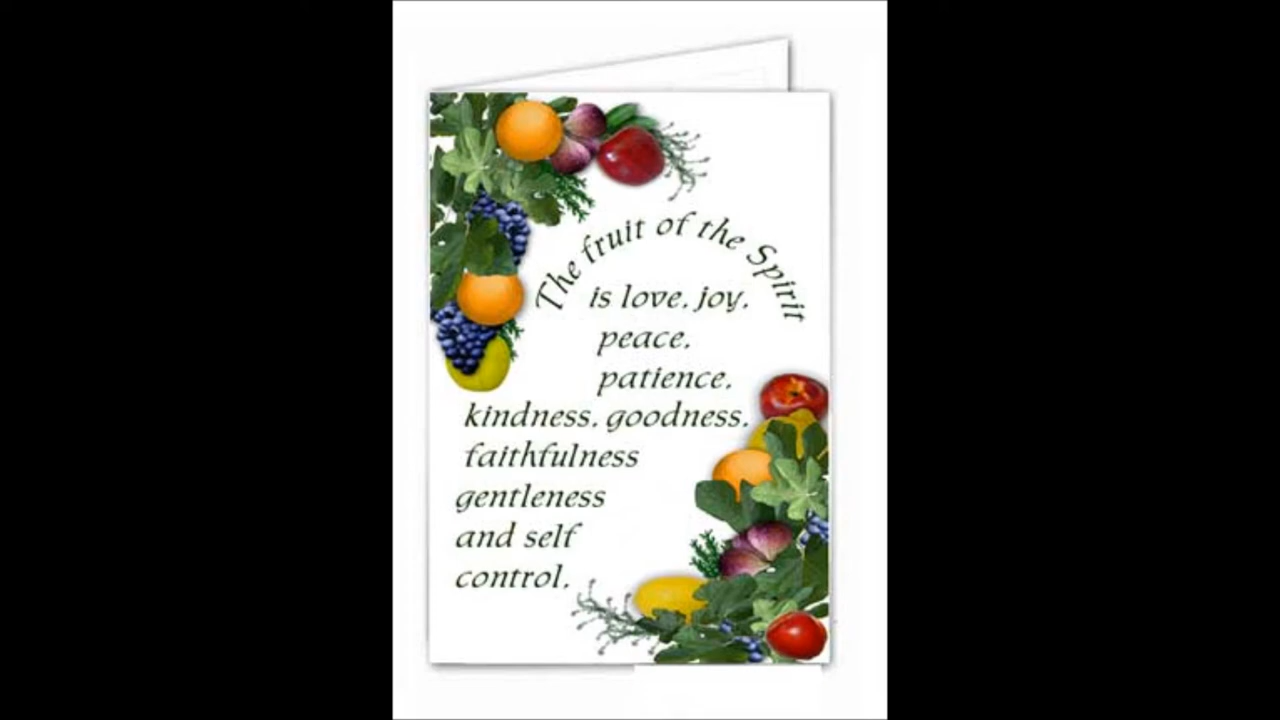 The fruit of the Spirit
is love, joy,
peace,
patience,
kindness, goodness,
faithfulness
gentleness
and self
control.